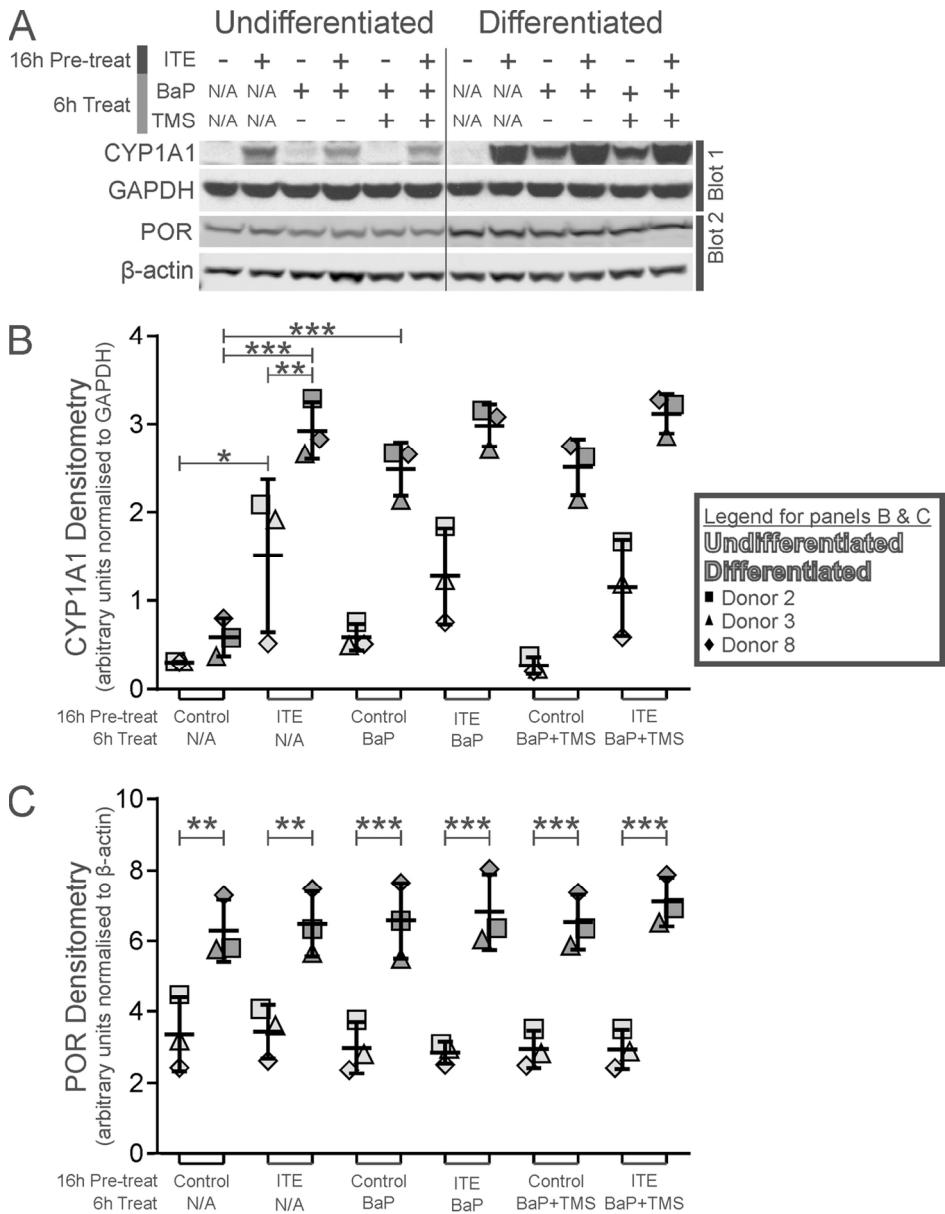 A
Undifferentiated Differentiated
16h Pre-treat ITE - + - + - + - + - + - +
6h Treat
BaP N/A N/A + + + + N/A N/A + + + +
TMS N/A N/A - - + + N/A N/A - - + +
CYP1A1
GAPDH
Blot 1
POR
β-actin
Blot 2
B
CYP1A1 Densitometry
(arbitrary units normalised to GAPDH)
4
3
2
1
0
***
***
**
*
16h Pre-treat Control ITE Control ITE Control ITE
6h Treat N/A N/A BaP BaP BaP+TMS BaP+TMS
Legend for panels B & C
Undifferentiated
Differentiated
Donor 2
Donor 3
Donor 8
C
POR Densitometry
(arbitrary units normalised to β-actin)
10
8
6
4
2
0
** ** *** *** *** ***
16h Pre-treat Control ITE Control ITE Control ITE
6h Treat N/A N/A BaP BaP BaP+TMS BaP+TMS